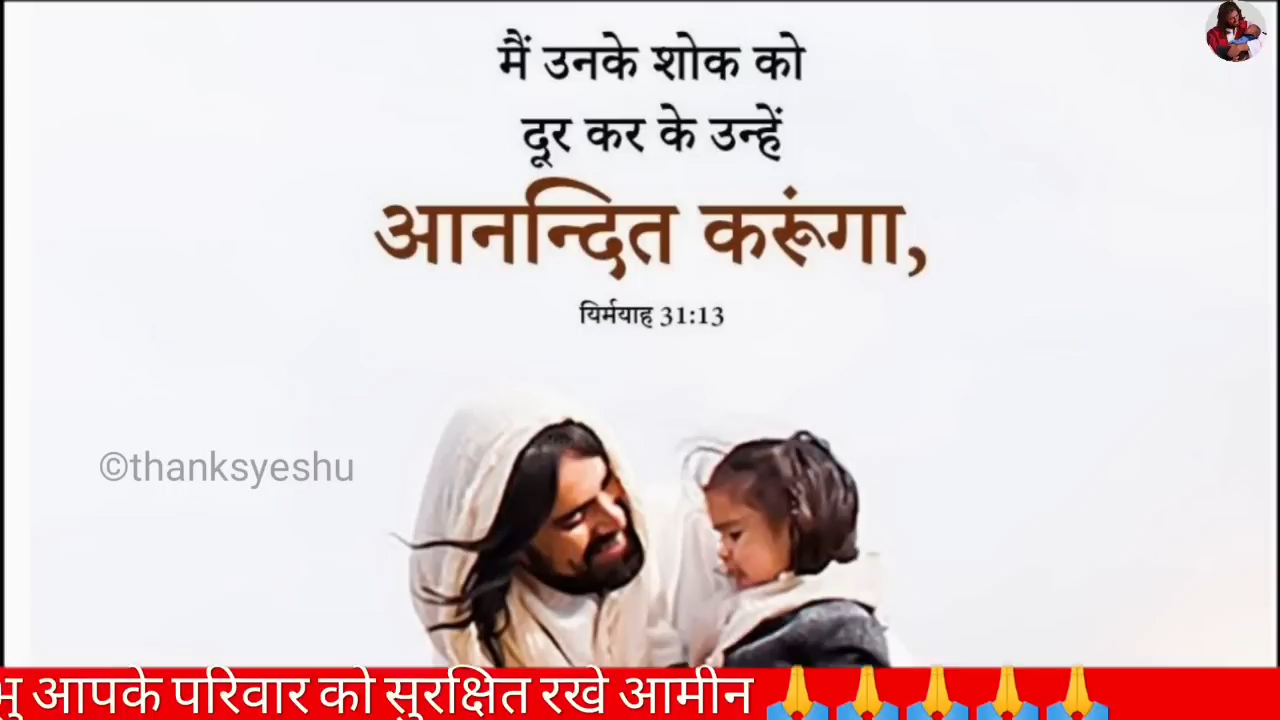 मैं उनके शोक को
दूर कर के उन्हें
आनन्दित करूंगा,
यिर्मयाह 31:13
©thanksyeshu
आपके परिवार को सुरक्षित रखे आमीन 🙏🙏🙏🙏🙏